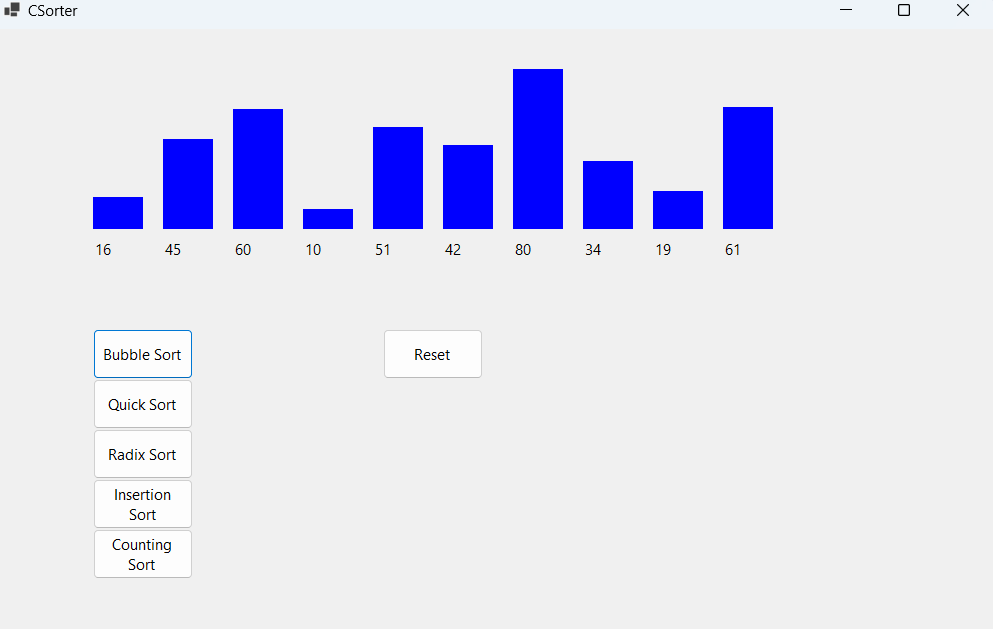 CSorter
16 45 60 10 51 42 80 34 19 61
Bubble Sort
Reset
Quick Sort
Radix Sort
Insertion
Sort
Counting
Sort